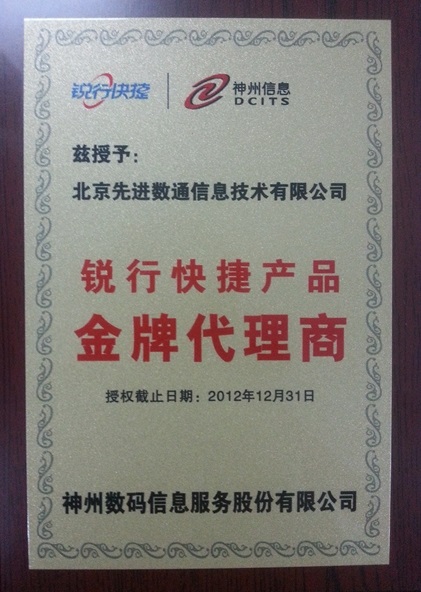 锐行快捷 神州信息
DCITS
兹授予：
北京先进数通信息技术有限公司
锐行快捷产品
金牌代理商
授权截止日期：2012年12月31日
神州数码信息服务股份有限公司